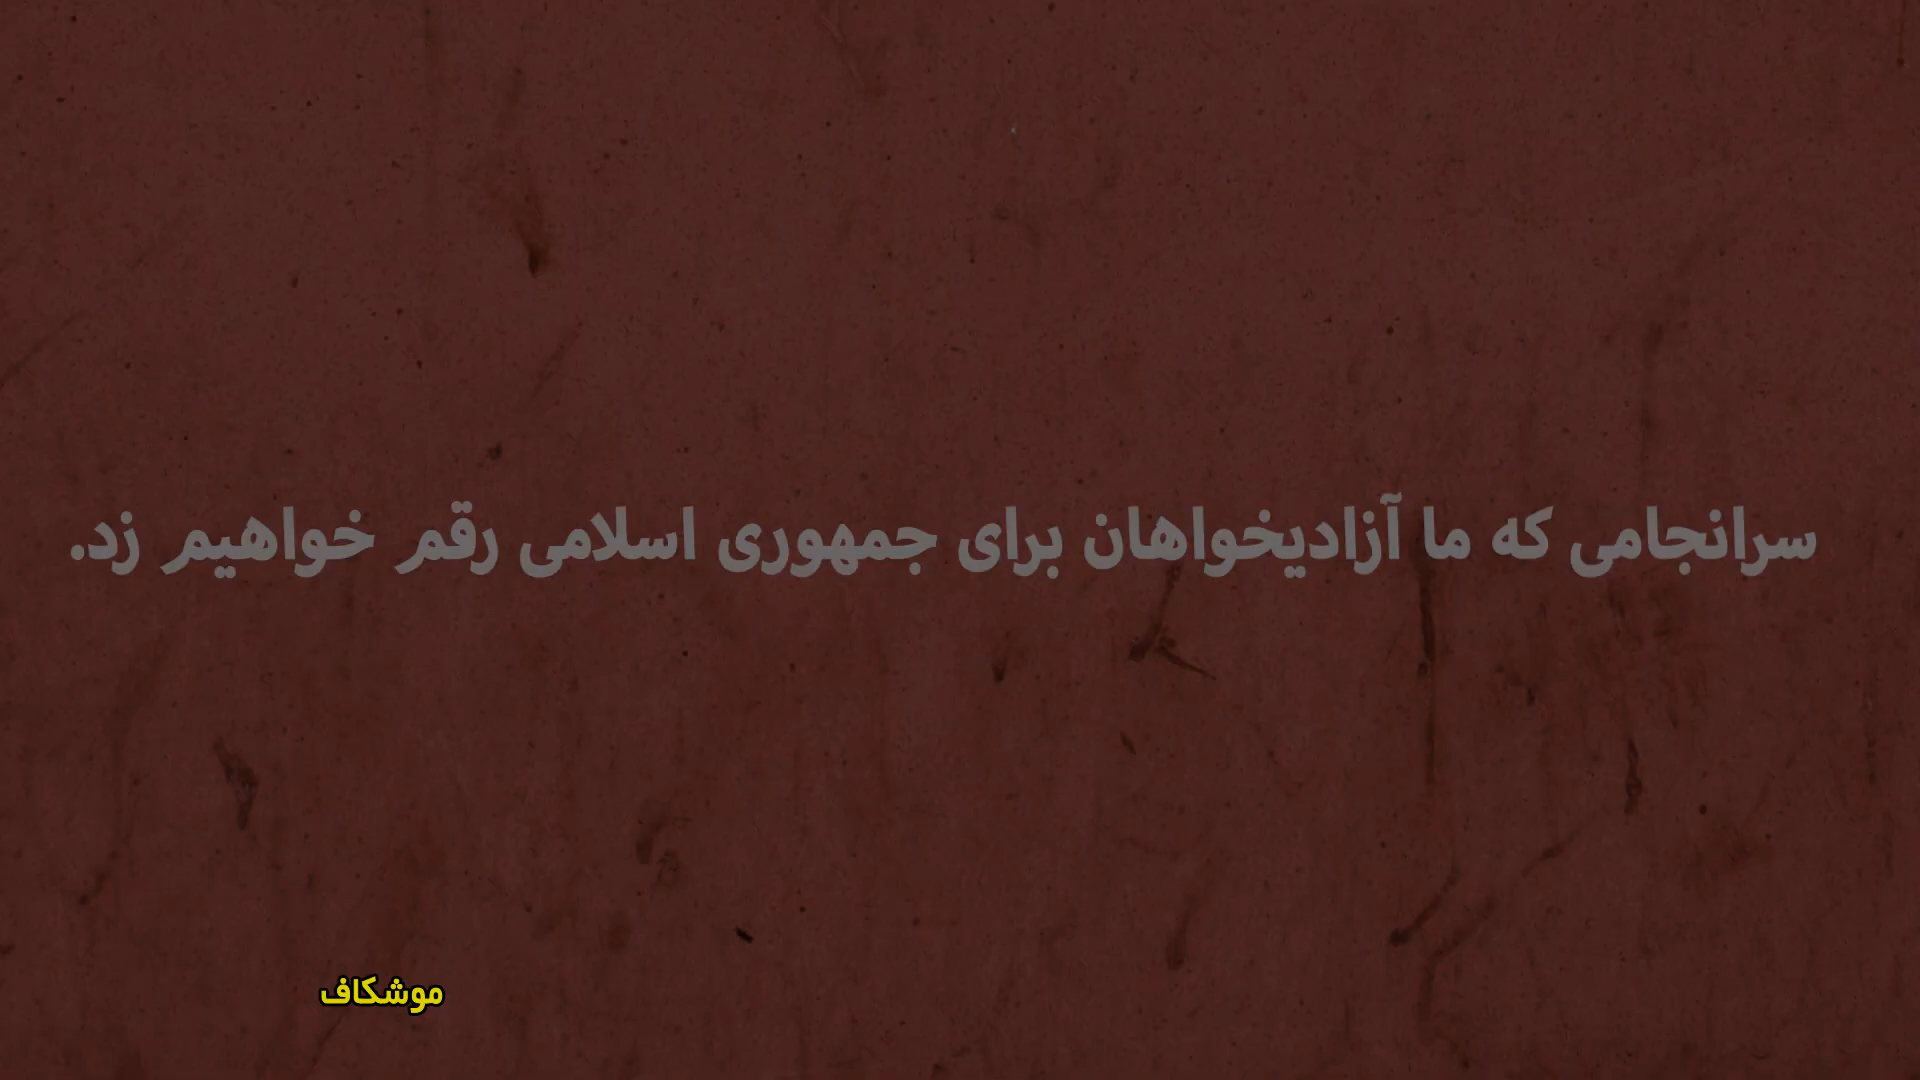 سرانجامی که ما آزادیخواهان برای جمهوری اسلامی رقم خواهیم زد.
موشکاف